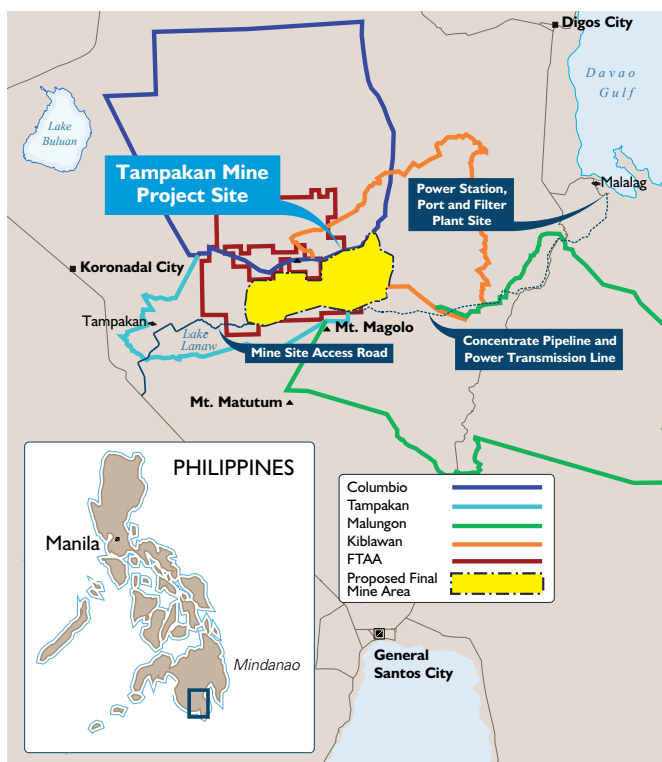 Digos City
Davao
Gulf
Lake
Buluan
Tampakan Mine
Project Site
Power Station,
Port and Filter
Plant Site
Malalag
Koronadal City
Tampakan
Lake
Lanaw
Mt. Magolo
Mine Site Access Road
Concentrate Pipeline and
Power Transmission Line
Mt. Matutum
PHILIPPINES
Manila
Mindanao
Columbio
Tampakan
Malungon
Kiblawan
FTAA
Proposed Final
Mine Area
General
Santos City